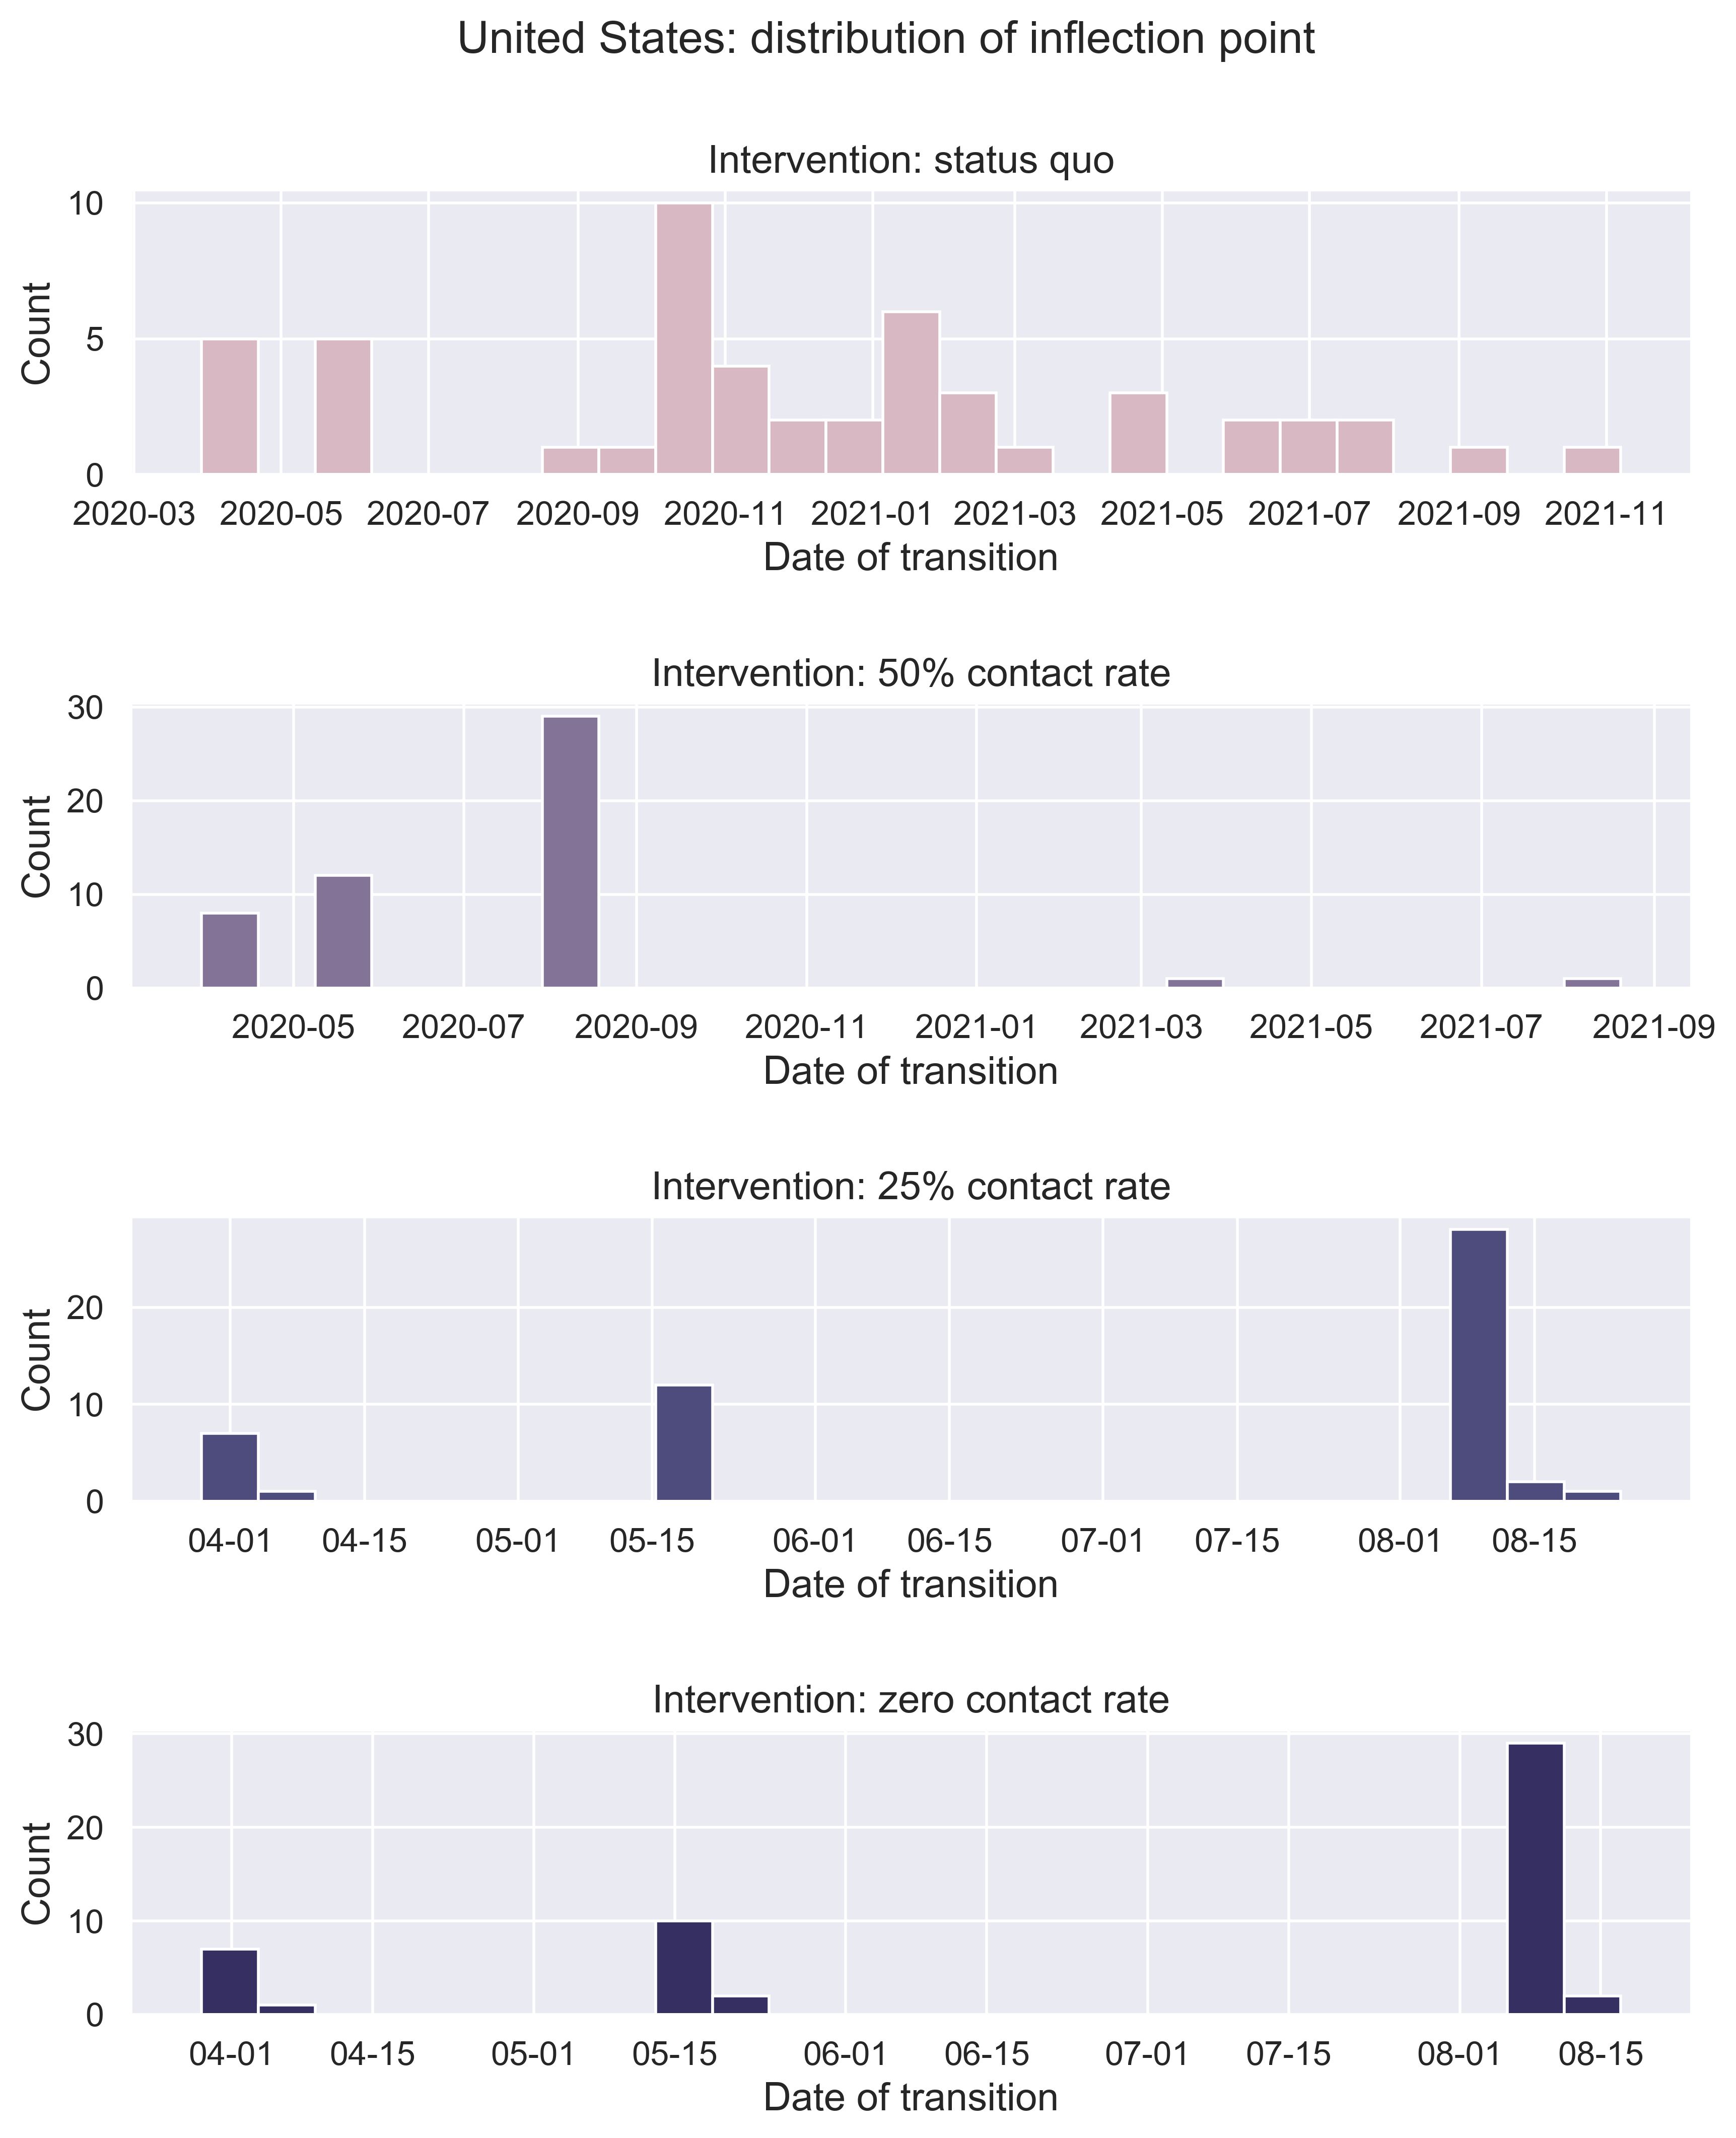 United States: distribution of inflection point
Intervention: status quo
Count
10
5
0
2020-03 2020-05 2020-07 2020-09 2020-11 2021-01 2021-03 2021-05 2021-07 2021-09 2021-11
Date of transition
Intervention: 50% contact rate
Count
30
20
10
0
2020-05 2020-07 2020-09 2020-11 2021-01 2021-03 2021-05 2021-07 2021-09
Date of transition
Intervention: 25% contact rate
Count
20
10
0
04-01 04-15 05-01 05-15 06-01 06-15 07-01 07-15 08-01 08-15
Date of transition
Intervention: zero contact rate
Count
30
20
10
0
04-01 04-15 05-01 05-15 06-01 06-15 07-01 07-15 08-01 08-15
Date of transition